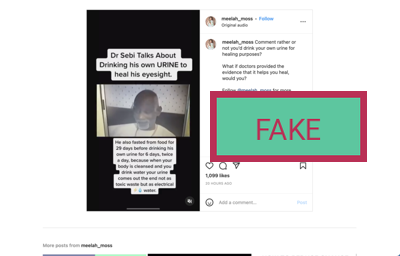 meelah_moss • Follow
Original audio
meelah_moss Comment rather or
not you'd drink your own urine for
healing purposes?
What if doctors provided the
evidence that it helps you heal,
would you?
Follow @meelah_moss for more
Dr Sebi Talks About
Drinking his own URINE to
heal his eyesight.
He also fasted from food for
29 days before drinking his
own urine for 6 days, twice
a day, because when your
body is cleansed and you
drink water your urine
comes out the end not as
toxic waste but as electrical
water.
FAKE
1,099 likes
20 HOURS AGO
Add a comment...
Post
More posts from meelah_moss